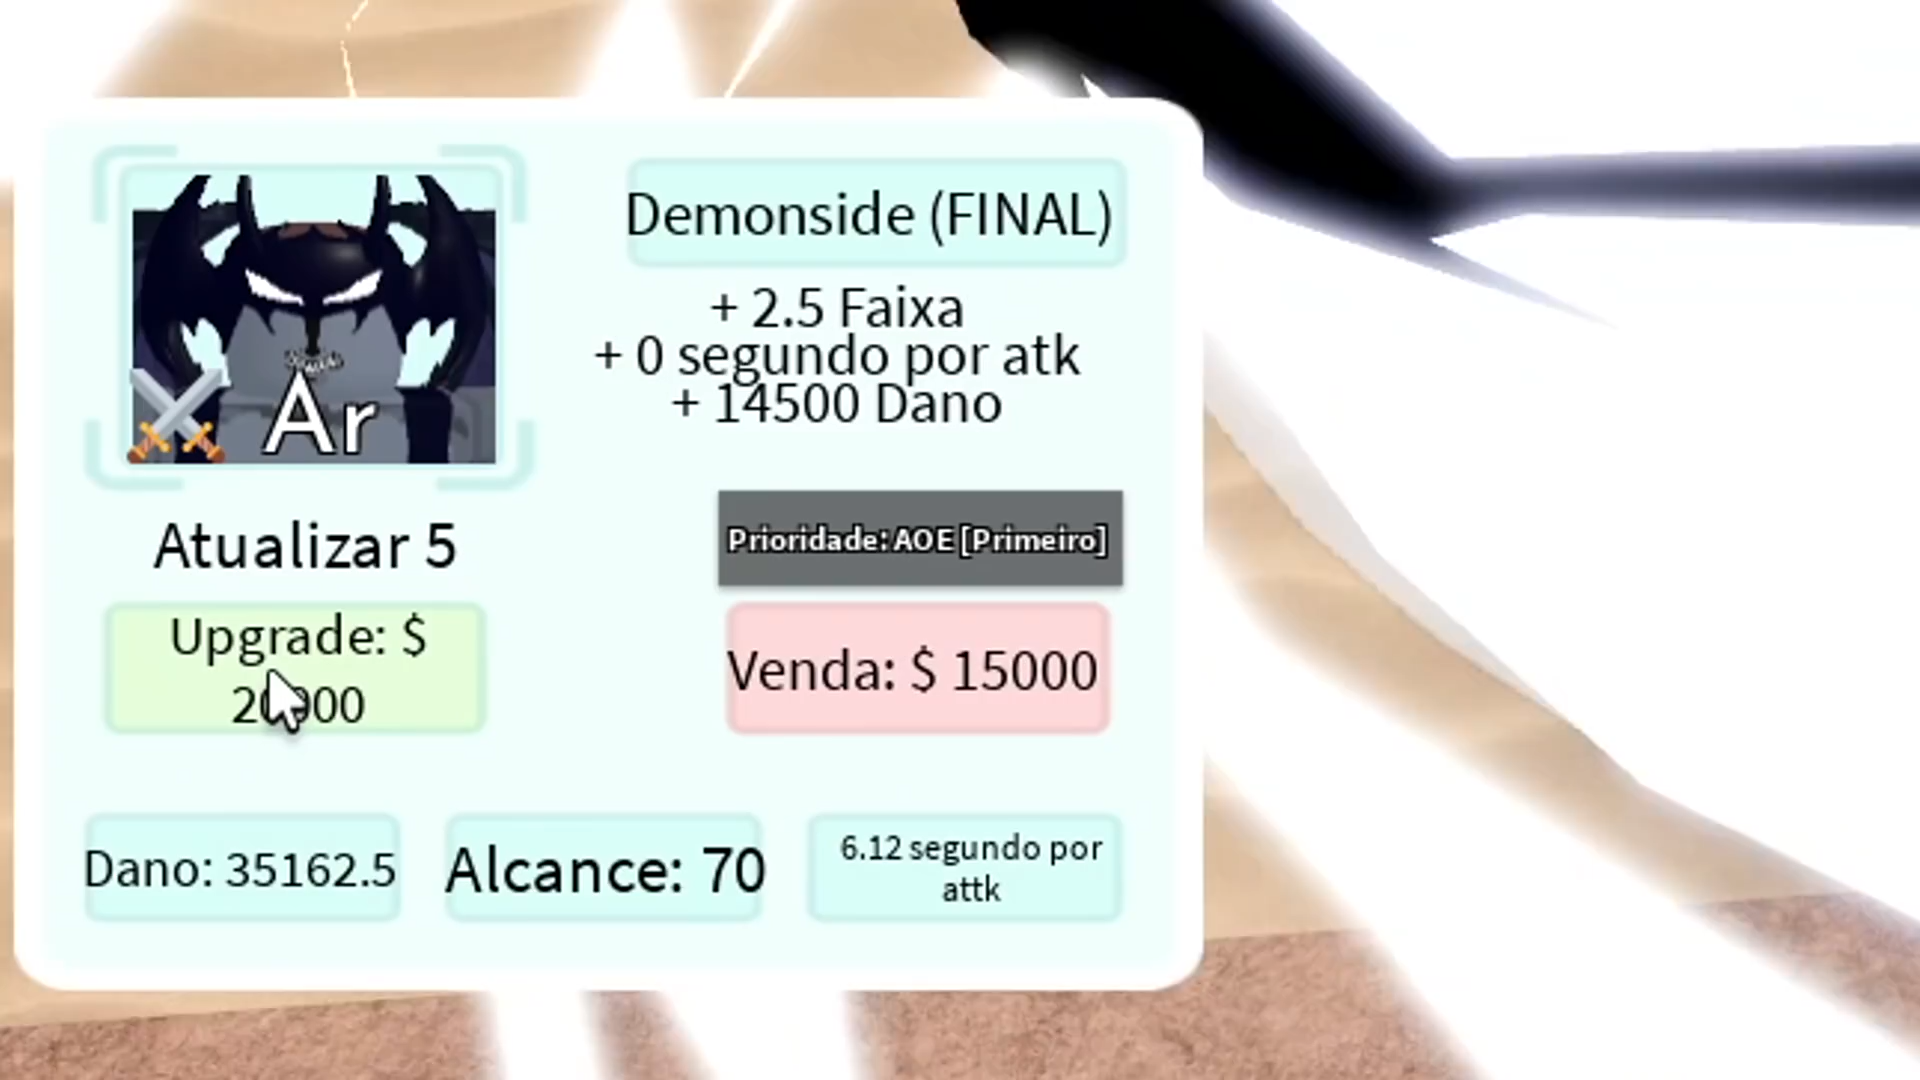 Demonside (FINAL)
+ 2.5 Faixa
+ 0 segundo por atk
+ 14500 Dano
Ar
Atualizar 5
Prioridade: AOE [Primeiro]
Upgrade: $
Venda: $ 15000
Dano: 35162.5
Alcance: 70
6.12 segundo por
attk